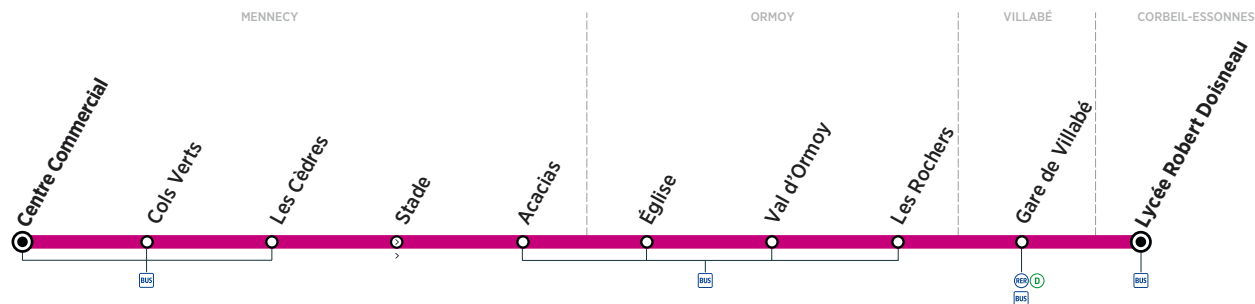 MENNECY
ORMOY
VILLABÉ
CORBEIL-ESSONNES
Centre Commercial
Cols Verts
Les Cèdres
Stade
Acacias
Église
Val d'Ormoy
Les Rochers
Gare de Villabé
Lycée Robert Doisneau
BUS
BUS
RER D
BUS
BUS